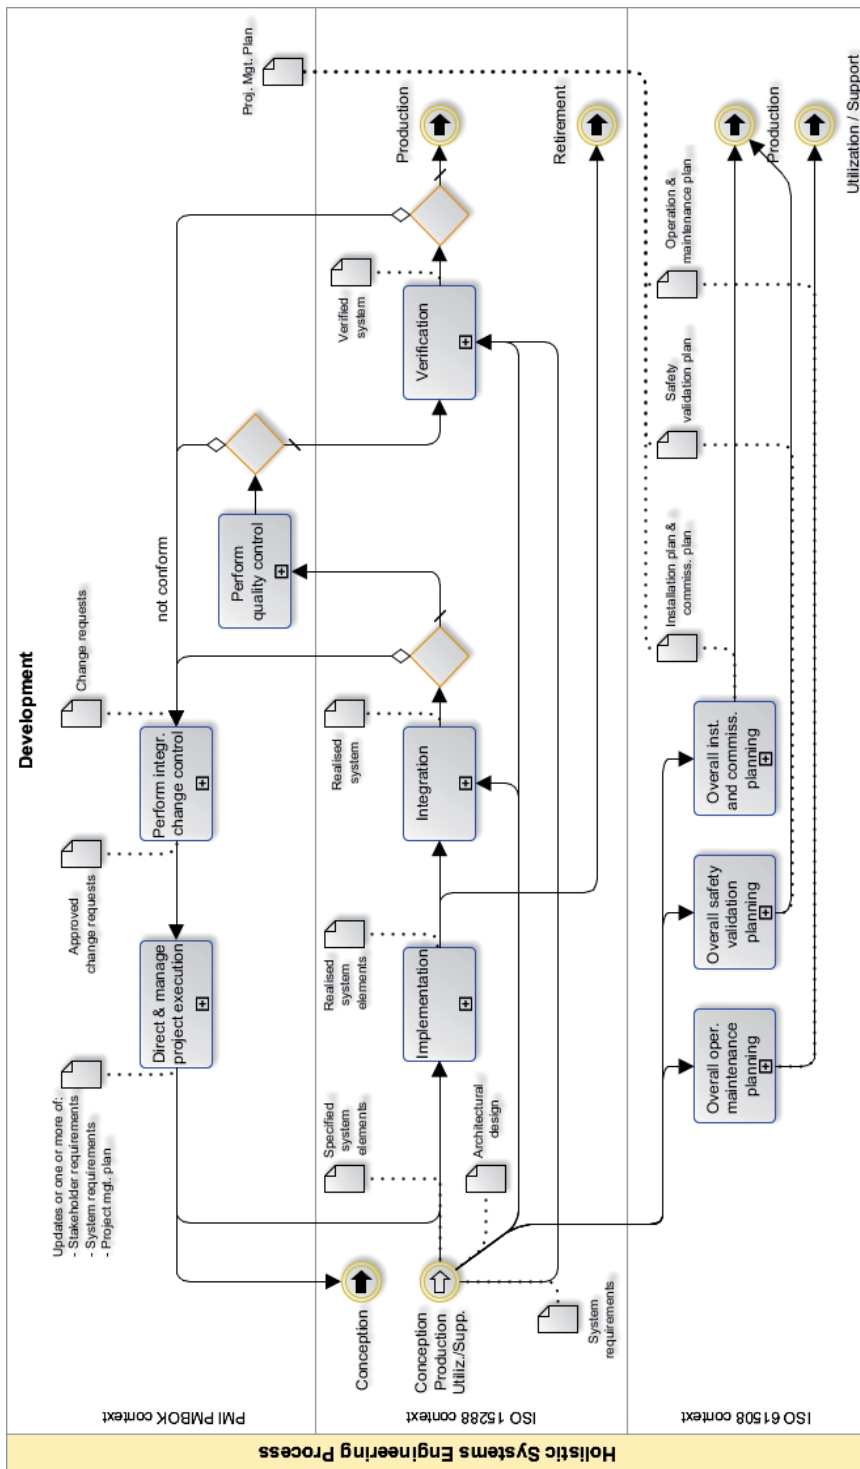 Holistic Systems Engineering Process
Development
PMI PMBOK context
Updates or one or more of:
- Stakeholder requirements
- System requirements
- Project mgt. plan
Direct & manage
project execution
Approved
change requests
Perform integr.
change control
Change requests
not conform
Perform
quality control
Proj. Mgt. Plan
Conception
ISO 15288 context
Conception
Production
Utiliz./Supp.
Specified
system
elements
Architectural
design
System
requirements
Implementation
Realised
system
elements
Integration
Realised
system
Verification
Verified
system
Production
Retirement
ISO 61508 context
Overall oper.
maintenance
planning
Overall safety
validation
planning
Overall inst.
and commiss.
planning
Installation plan &
commiss. plan
Safety
validation plan
Operation &
maintenance plan
Production
Utilization / Support